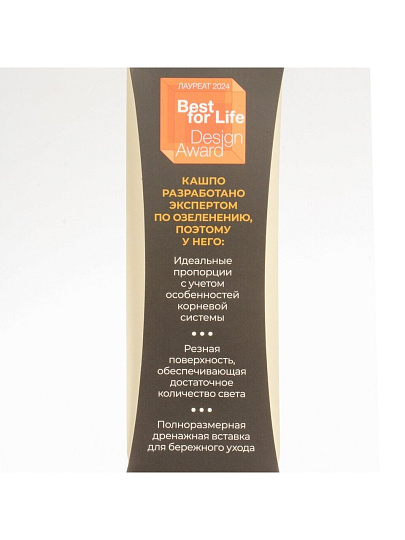 ЛАУРЕАТ 2024
Best
for Life
Design
Award
КАШПО
РАЗРАБОТАНО
ЭКСПЕРТОМ
ПО ОЗЕЛЕНЕНИЮ,
ПОЭТОМУ
У НЕГО:
Идеальные
пропорции
с учетом
особенностей
корневой
системы
Резная
поверхность,
обеспечивающая
достаточное
количество света
Полноразмерная
дренажная вставка
для бережного ухода